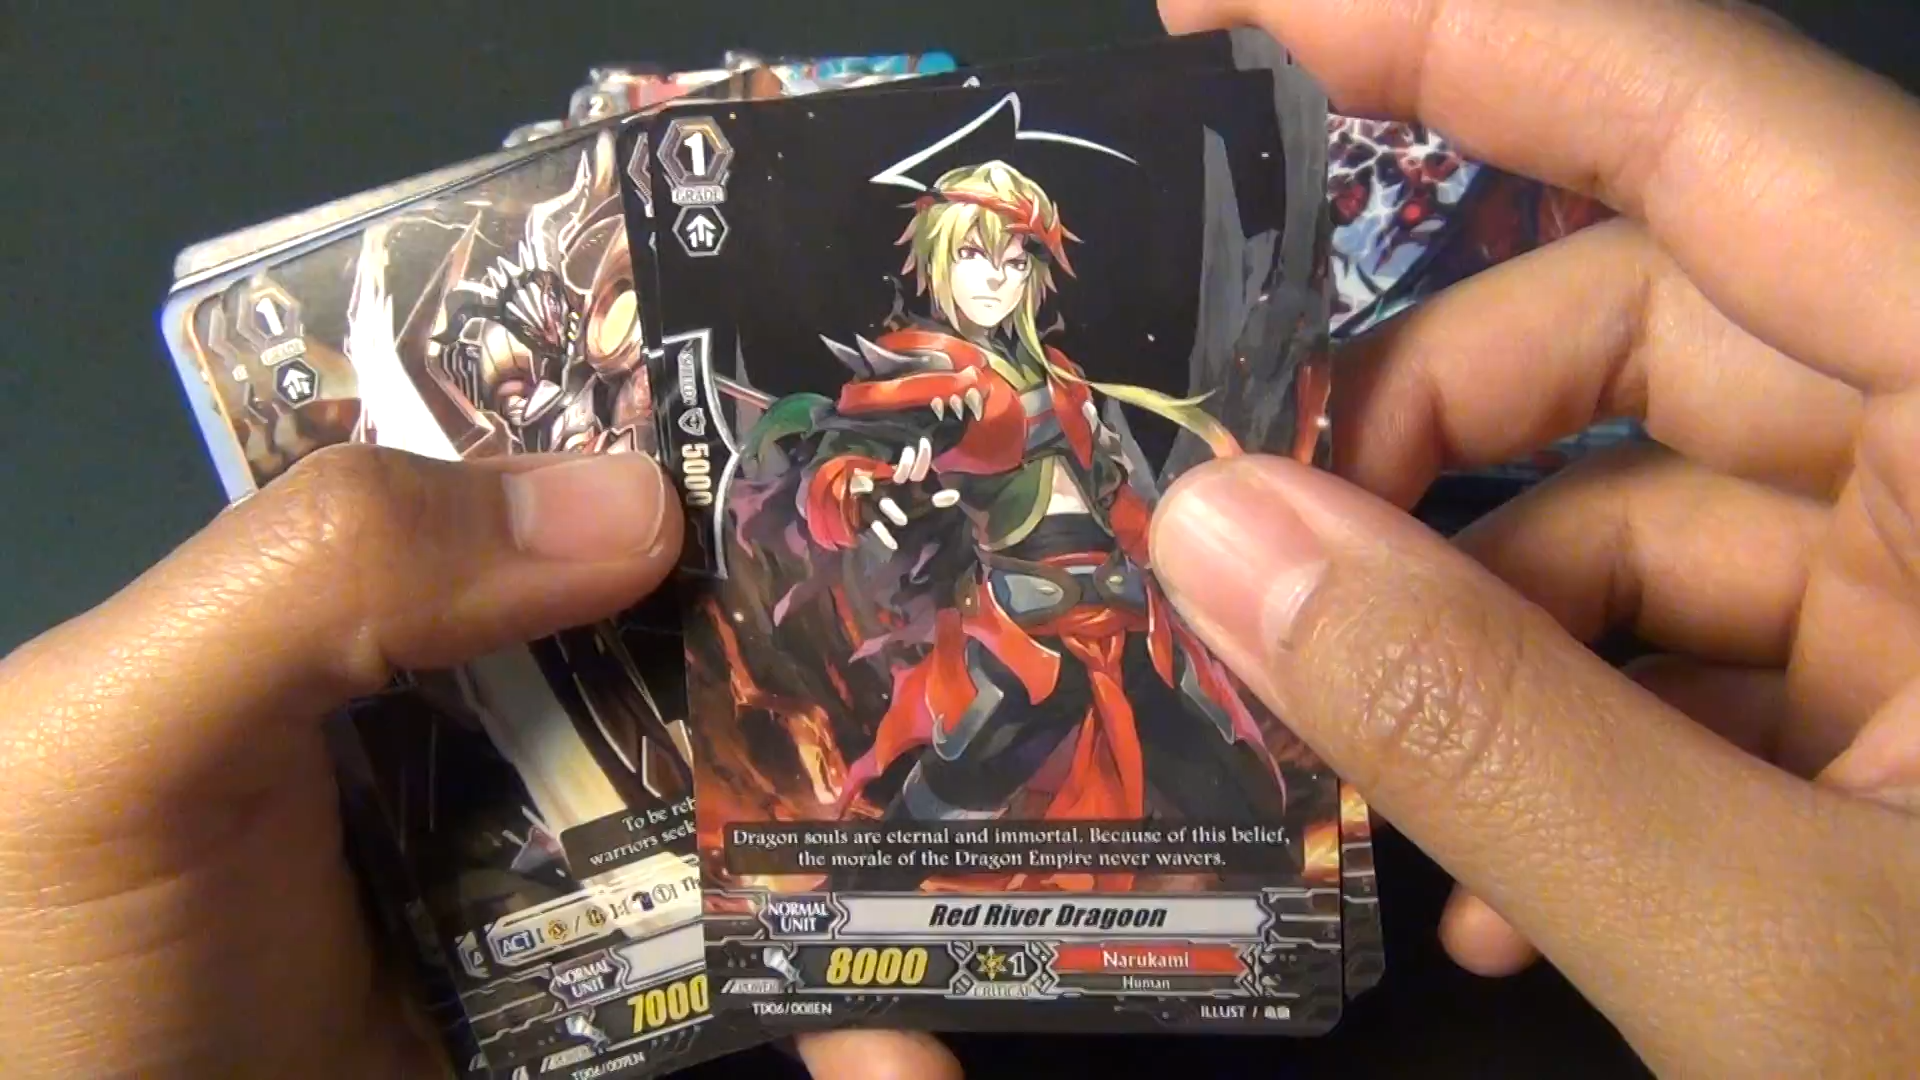 1
GRADE
5000
Dragon souls are eternal and immortal. Because of this belief,
the morale of the Dragon Empire never wavers.
NORMAL
UNIT
Red River Dragoon
POWER
8000
1
CRITICAL
Narukami
Human
TD06/008EN
ILLUST /
2
1
GRADE
To be
warriors seek
ACT
NORMAL
UNIT
7000